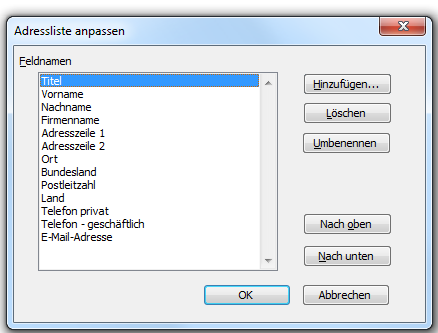 Adressliste anpassen
Feldnamen
Titel
Vorname
Nachname
Firmenname
Adresszeile 1
Adresszeile 2
Ort
Bundesland
Postleitzahl
Land
Telefon privat
Telefon - geschäftlich
E-Mail-Adresse
Hinzufügen...
Löschen
Umbenennen
Nach oben
Nach unten
OK
Abbrechen